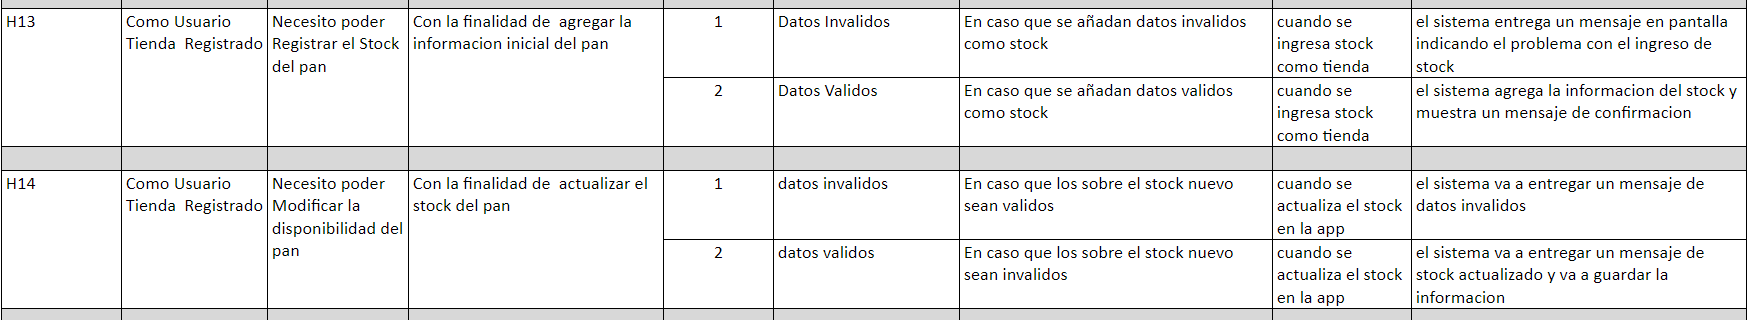 H13
Como Usuario
Tienda  Registrado
Necesito poder
Registrar el Stock
del pan
Con la finalidad de  agregar la
informacion inicial del pan
1
Datos Invalidos
En caso que se añadan datos invalidos
como stock
cuando se
ingresa stock
como tienda
el sistema entrega un mensaje en pantalla
indicando el problema con el ingreso de
stock
2
Datos Validos
En caso que se añadan datos validos
como stock
cuando se
ingresa stock
como tienda
el sistema agrega la informacion del stock y
muestra un mensaje de confirmacion
H14
Como Usuario
Tienda  Registrado
Necesito poder
Modificar la
disponibilidad del
pan
Con la finalidad de  actualizar el
stock del pan
1
datos invalidos
En caso que los sobre el stock nuevo
sean validos
cuando se
actualiza el stock
en la app
el sistema va a entregar un mensaje de
datos invalidos
2
datos validos
En caso que los sobre el stock nuevo
sean invalidos
cuando se
actualiza el stock
en la app
el sistema va a entregar un mensaje de
stock actualizado y va a guardar la
informacion